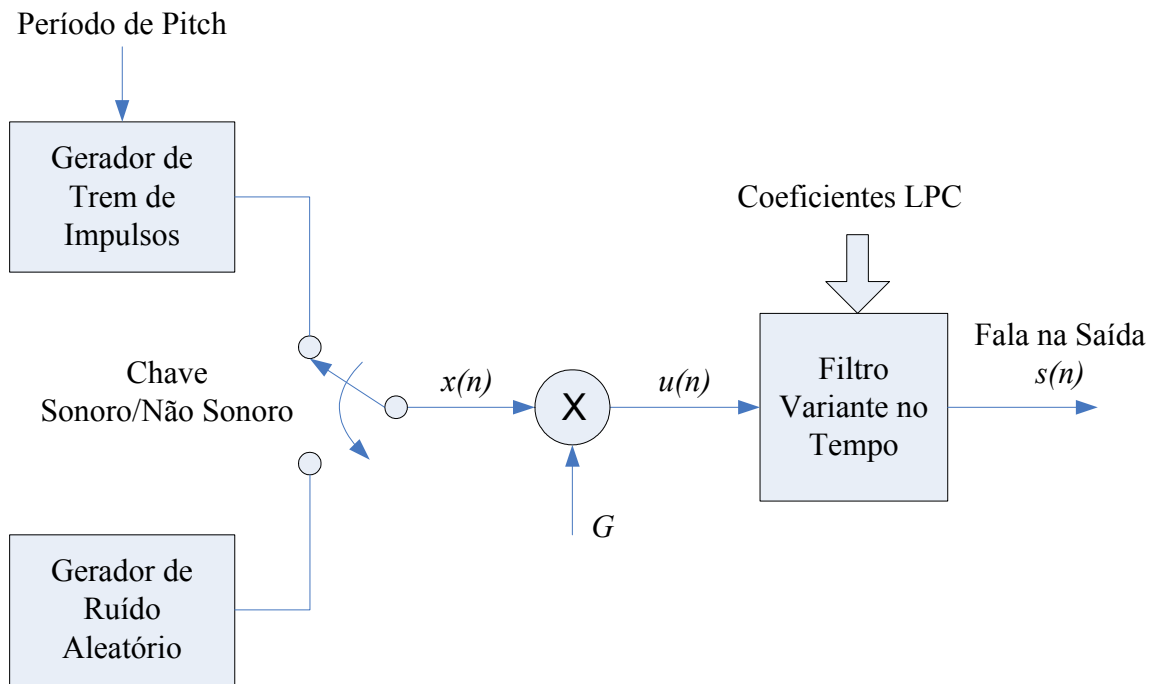 Período de Pitch
Gerador de
Trem de
Impulsos
Coeficientes LPC
Chave
Sonoro/Não Sonoro
x(n)
X
u(n)
Filtro
Variante no
Tempo
Fala na Saída
s(n)
G
Gerador de
Ruído
Aleatório